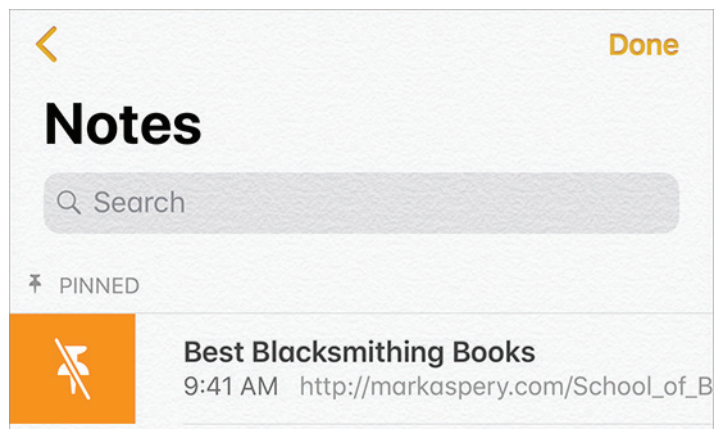 Done
Notes
Search
PINNED
Best Blacksmithing Books
9:41 AM http://markaspery.com/School_of_B